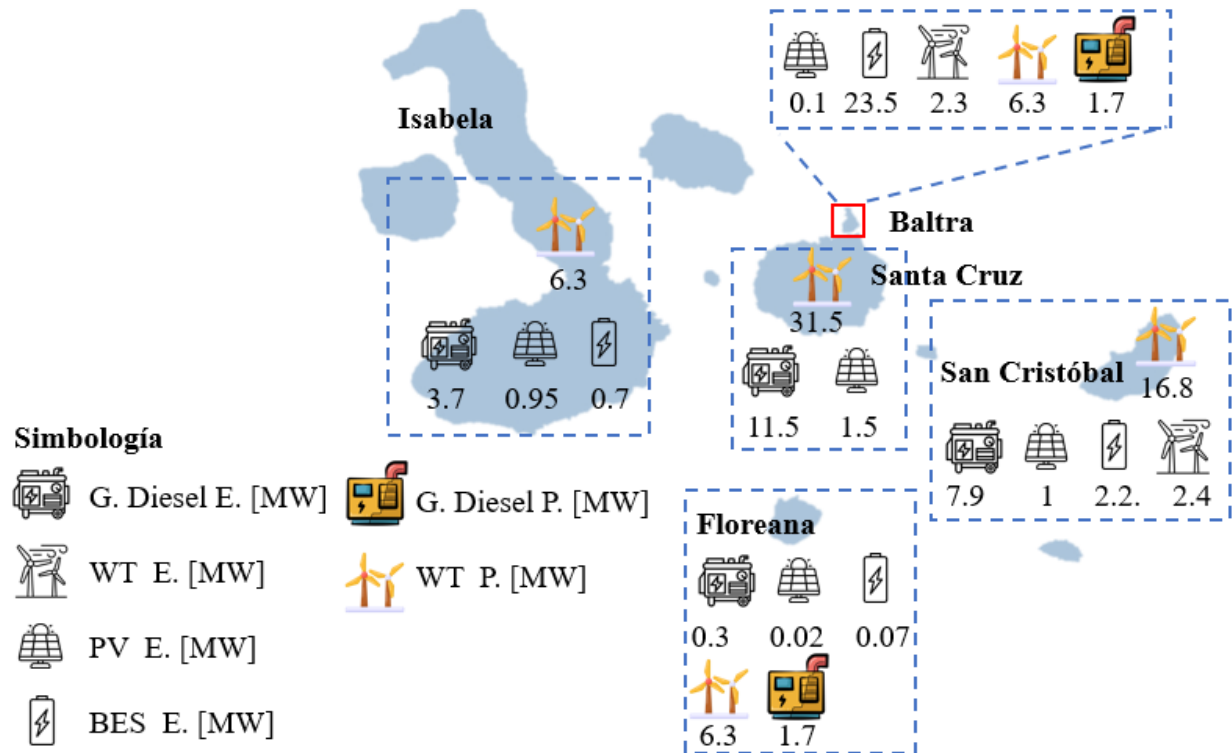 0.1 23.5 2.3 6.3 1.7
Isabela
Baltra
6.3
Santa Cruz
31.5
3.7 0.95 0.7
11.5 1.5
San Cristóbal
16.8
7.9 1 2.2. 2.4
Simbología
G. Diesel E. [MW] G. Diesel P. [MW]
WT E. [MW] WT P. [MW]
PV E. [MW]
BES E. [MW]
Floreana
0.3 0.02 0.07
6.3 1.7